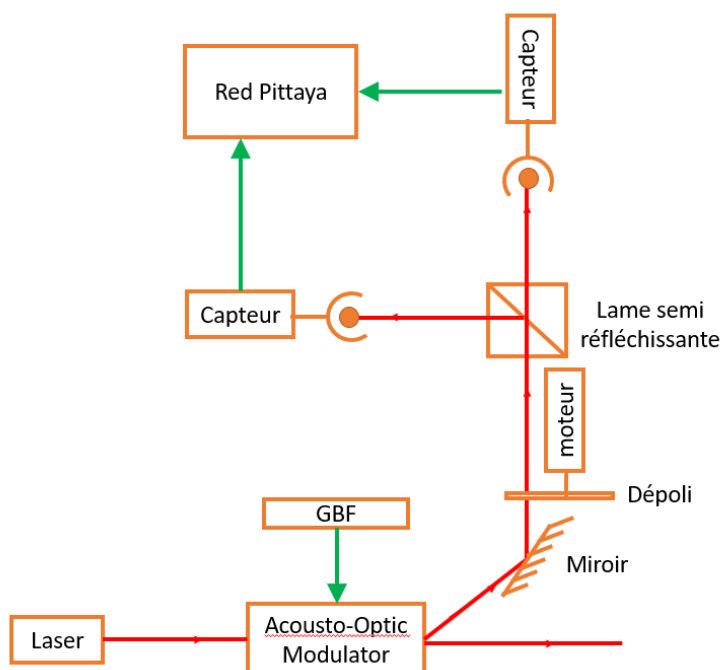 Capteur
Red Pittaya
Capteur
Lame semi
réfléchissante
moteur
Dépoli
GBF
Miroir
Acousto-Optic
Modulator
Laser